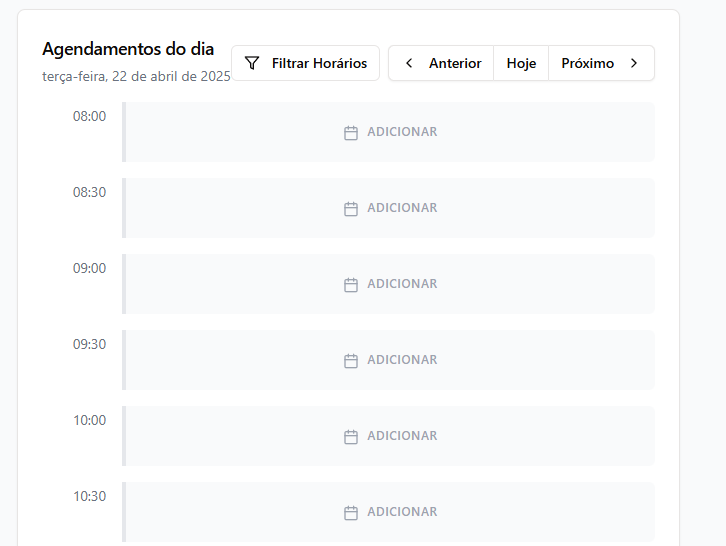 Agendamentos do dia
terça-feira, 22 de abril de 2025
Filtrar Horários
Anterior
Hoje
Próximo
08:00
ADICIONAR
08:30
ADICIONAR
09:00
ADICIONAR
09:30
ADICIONAR
10:00
ADICIONAR
10:30
ADICIONAR